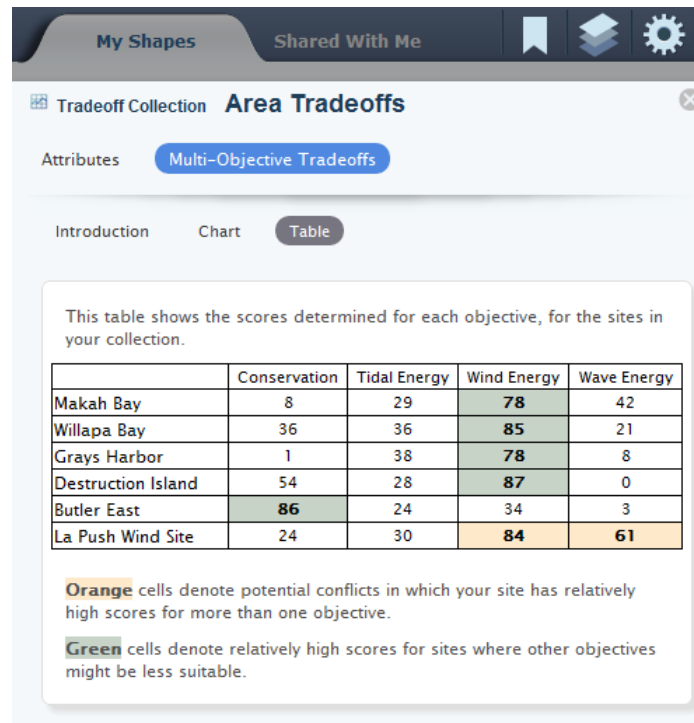 My Shapes Shared With Me
Tradeoff Collection Area Tradeoffs
Attributes Multi-Objective Tradeoffs
Introduction Chart Table
This table shows the scores determined for each objective, for the sites in
your collection.
Conservation Tidal Energy Wind Energy Wave Energy
Makah Bay 8 29 78 42
Willapa Bay 36 36 85 21
Grays Harbor 1 38 78 8
Destruction Island 54 28 87 0
Butler East 86 24 34 3
La Push Wind Site 24 30 84 61
Orange cells denote potential conflicts in which your site has relatively
high scores for more than one objective.
Green cells denote relatively high scores for sites where other objectives
might be less suitable.